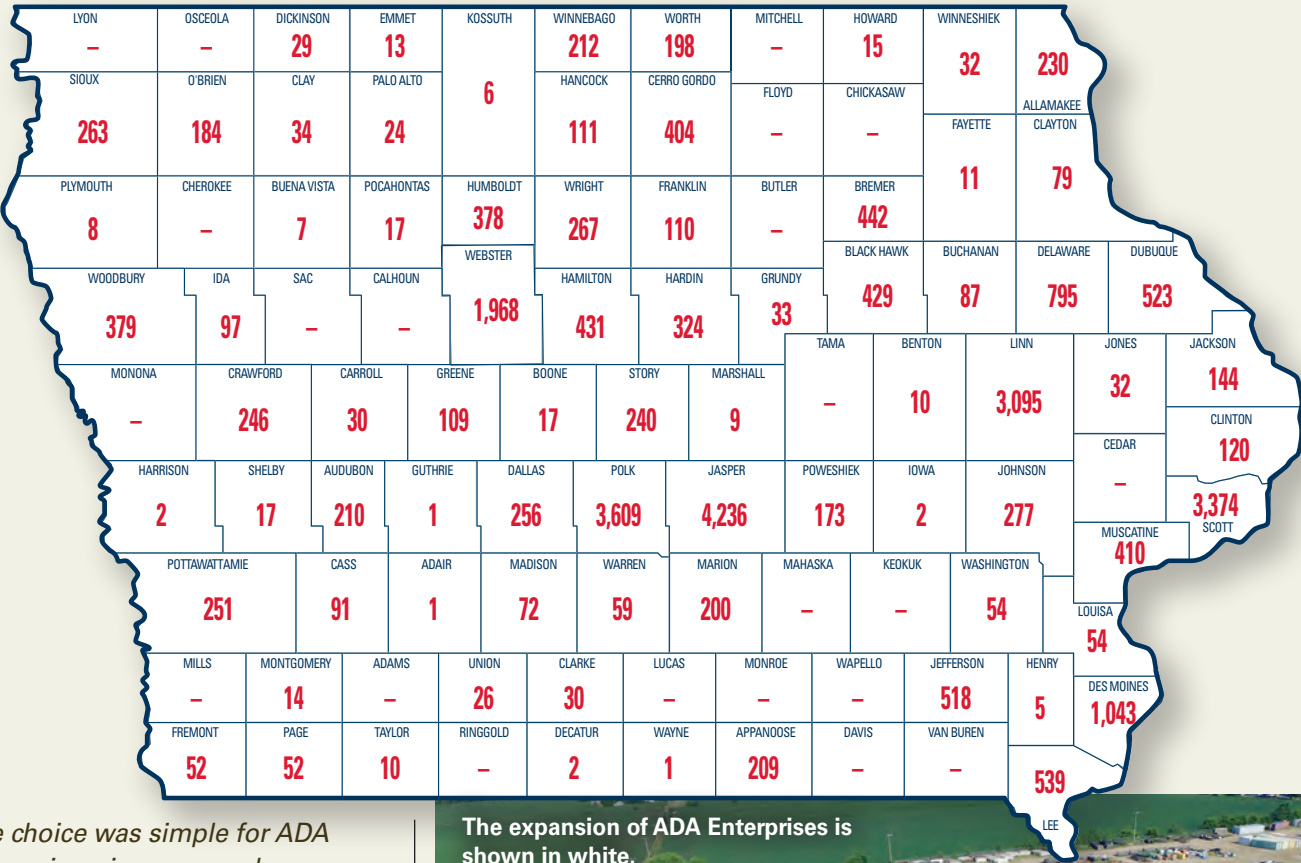 LYON OSCEOLA DICKINSON EMMET KOSSUTH WINNEBAGO WORTH MITCHELL HOWARD WINNESHIEK
– – 29 13 6 212 198 – 15 32 230
ALLAMAKEE
SIOUX O'BRIEN CLAY PALO ALTO HANCOCK CERRO GORDO FLOYD CHICKASAW FAYETTE CLAYTON
263 184 34 24 111 404 – – 11 79
PLYMOUTH CHEROKEE BUENA VISTA POCAHONTAS HUMBOLDT WRIGHT FRANKLIN BUTLER BREMER
8 – 7 17 378 267 110 – 442
WOODBURY IDA SAC CALHOUN WEBSTER HAMILTON HARDIN GRUNDY BLACK HAWK BUCHANAN DELAWARE DUBUQUE
379 97 – – 1,968 431 324 33 429 87 795 523
MONONA CRAWFORD CARROLL GREENE BOONE STORY MARSHALL TAMA BENTON LINN JONES JACKSON
– 246 30 109 17 240 9 – 10 3,095 32 144
CLINTON
120
HARRISON SHELBY AUDUBON GUTHRIE DALLAS POLK JASPER POWESHIEK IOWA JOHNSON CEDAR
2 17 210 1 256 3,609 4,236 173 2 277 – 3,374
SCOTT
MUSCATINE
410
POTTAWATTAMIE CASS ADAIR MADISON WARREN MARION MAHASKA KEOKUK WASHINGTON
251 91 1 72 59 200 – – 54
LOUISA
54
MILLS MONTGOMERY ADAMS UNION CLARKE LUCAS MONROE WAPELLO JEFFERSON HENRY DES MOINES
– 14 – 26 30 – – – 518 5 1,043
FREMONT PAGE TAYLOR RINGGOLD DECATUR WAYNE APPANOOSE DAVIS VAN BUREN
52 52 10 – 2 1 209 – – 539
LEE
choice was simple for ADA
The expansion of ADA Enterprises is
shown in white.